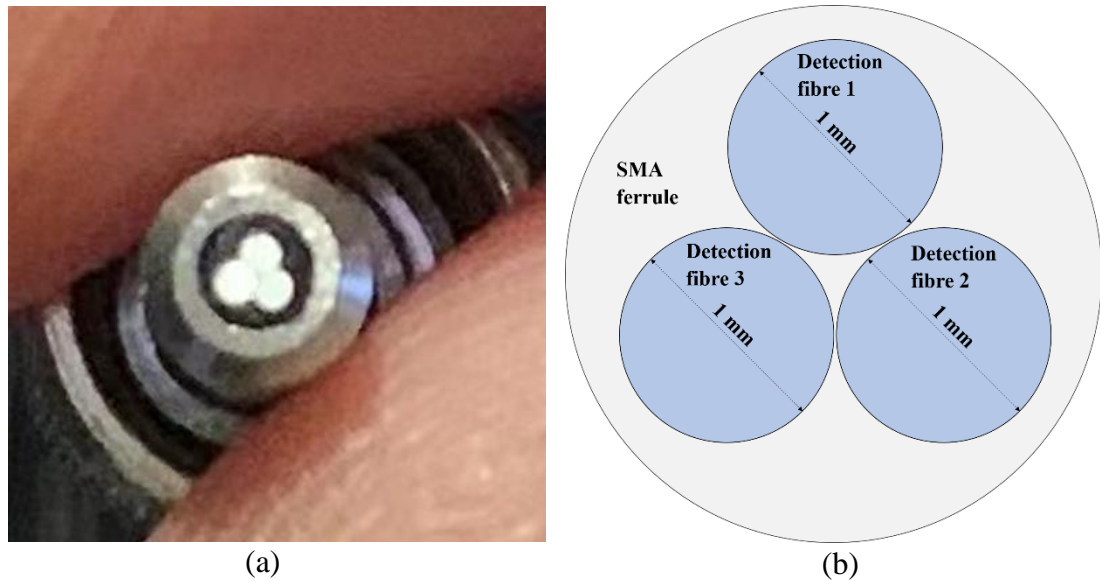 Detection
fibre 1
1 mm
SMA
ferrule
Detection
fibre 3
1 mm
Detection
fibre 2
1 mm
(a)
(b)